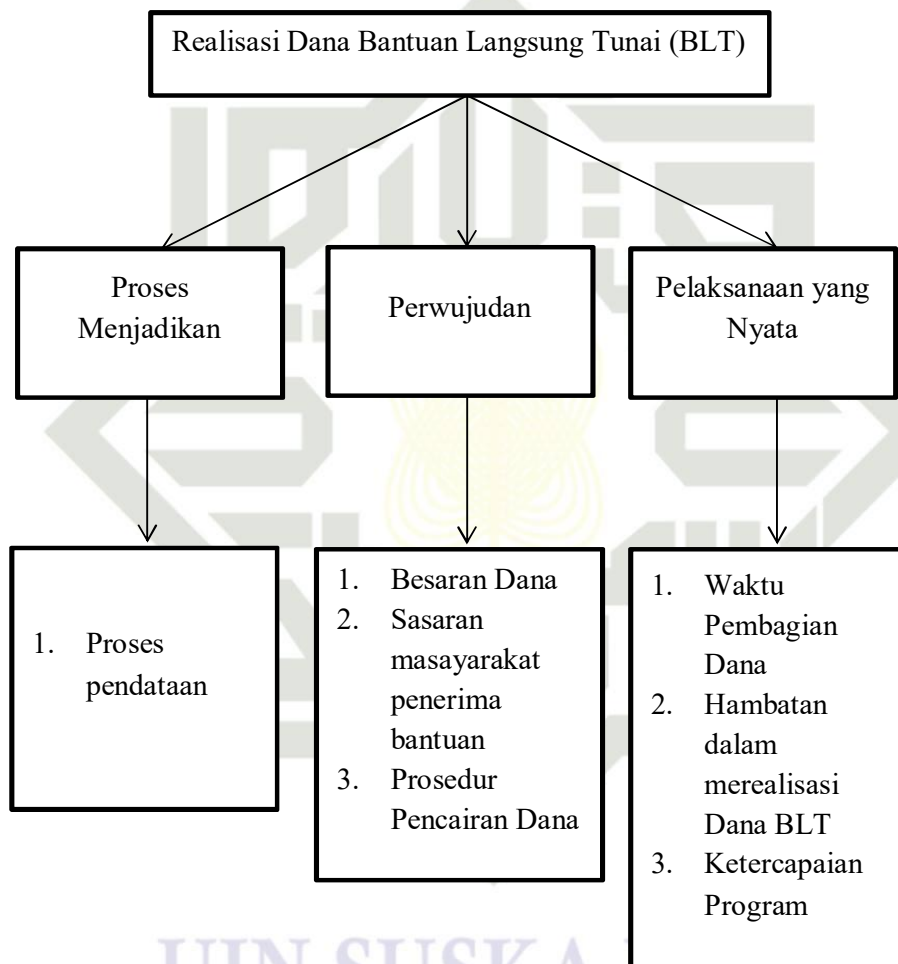 Realisasi Dana Bantuan Langsung Tunai (BLT)
Proses
Menjadikan
Perwujudan
Pelaksanaan yang
Nyata
1. Proses
pendataan
1. Besaran Dana
2. Sasaran
masayarakat
penerima
bantuan
3. Prosedur
Pencairan Dana
1. Waktu
Pembagian
Dana
2. Hambatan
dalam
merealisasi
Dana BLT
3. Ketercapaian
Program
UIN SUSKA